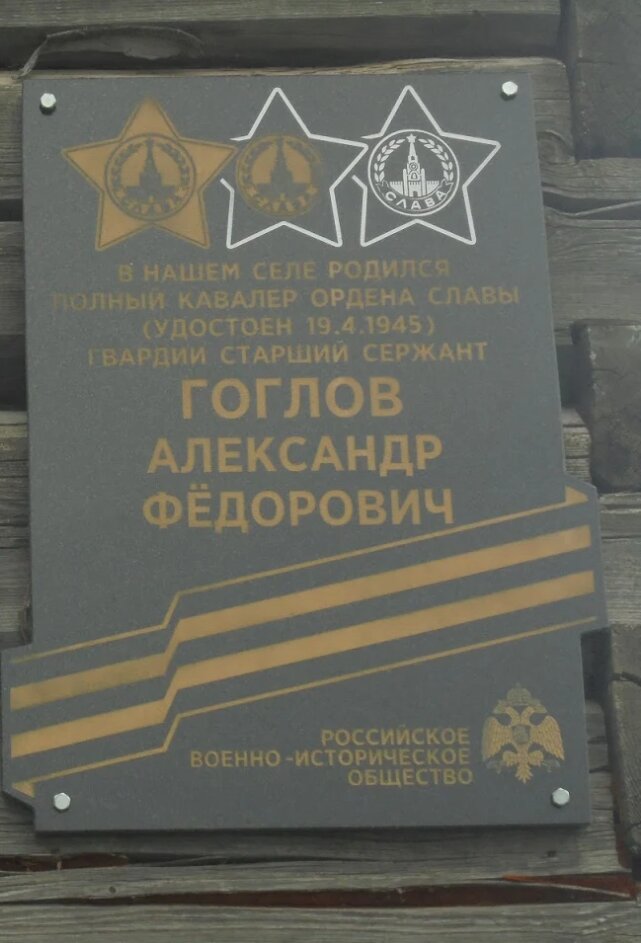 СЛАВА
В НАШЕМ СЕЛЕ РОДИЛСЯ
ПОЛНЫЙ КАВАЛЕР ОРДЕНА СЛАВЫ
(УДОСТОЕН 19.4.1945)
ГВАРДИИ СТАРШИЙ СЕРЖАНТ
ГОГЛОВ
АЛЕКСАНДР
ФЁДОРОВИЧ
РОССИЙСКОЕ
ВОЕННО-ИСТОРИЧЕСКОЕ
ОБЩЕСТВО